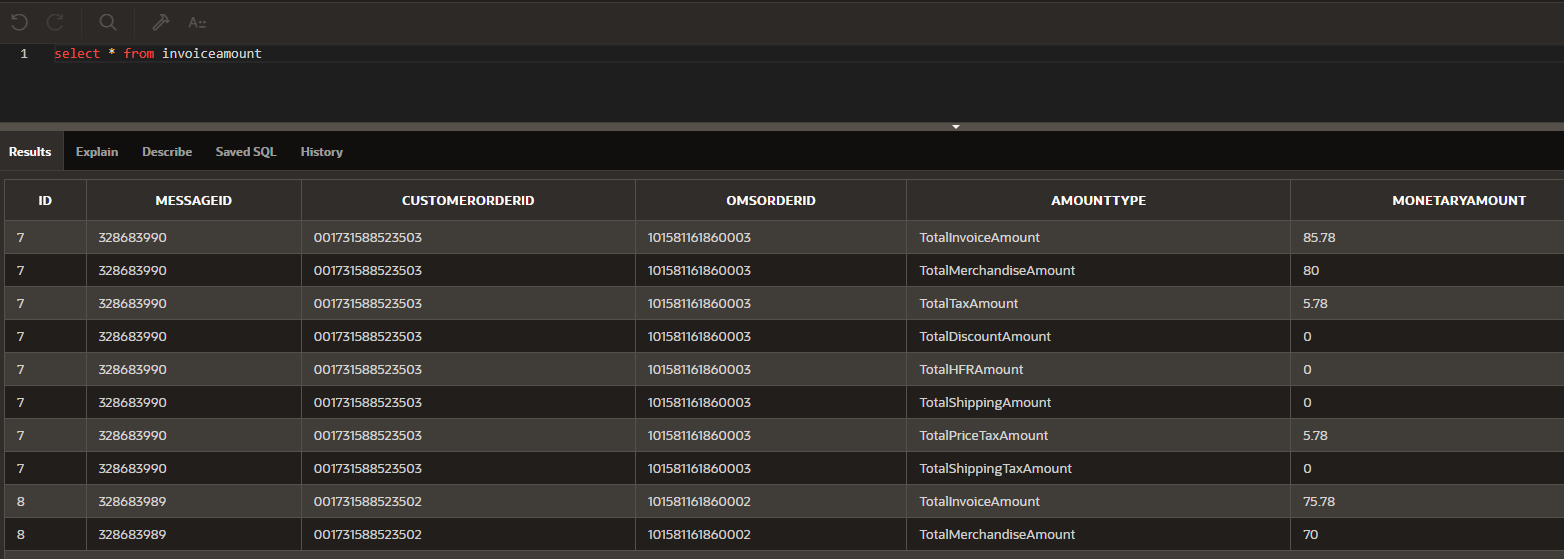 A::
1 select * from invoiceamount
Results Explain Describe Saved SQL History
ID MESSAGEID CUSTOMERORDERID OMSORDERID AMOUNTTYPE MONETARYAMOUNT
7 328683990 001731588523503 101581161860003 TotalInvoiceAmount 85.78
7 328683990 001731588523503 101581161860003 TotalMerchandiseAmount 80
7 328683990 001731588523503 101581161860003 TotalTaxAmount 5.78
7 328683990 001731588523503 101581161860003 TotalDiscountAmount 0
7 328683990 001731588523503 101581161860003 TotalHFRAmount 0
7 328683990 001731588523503 101581161860003 TotalShippingAmount 0
7 328683990 001731588523503 101581161860003 TotalPriceTaxAmount 5.78
7 328683990 001731588523503 101581161860003 TotalShippingTaxAmount 0
8 328683989 001731588523502 101581161860002 TotalInvoiceAmount 75.78
8 328683989 001731588523502 101581161860002 TotalMerchandiseAmount 70